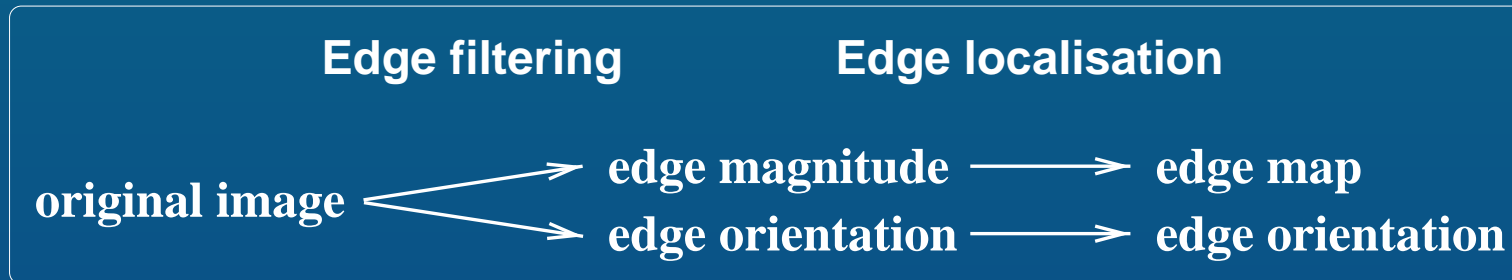 Edge filtering Edge localisation
edge magnitude edge map
original image
edge orientation edge orientation